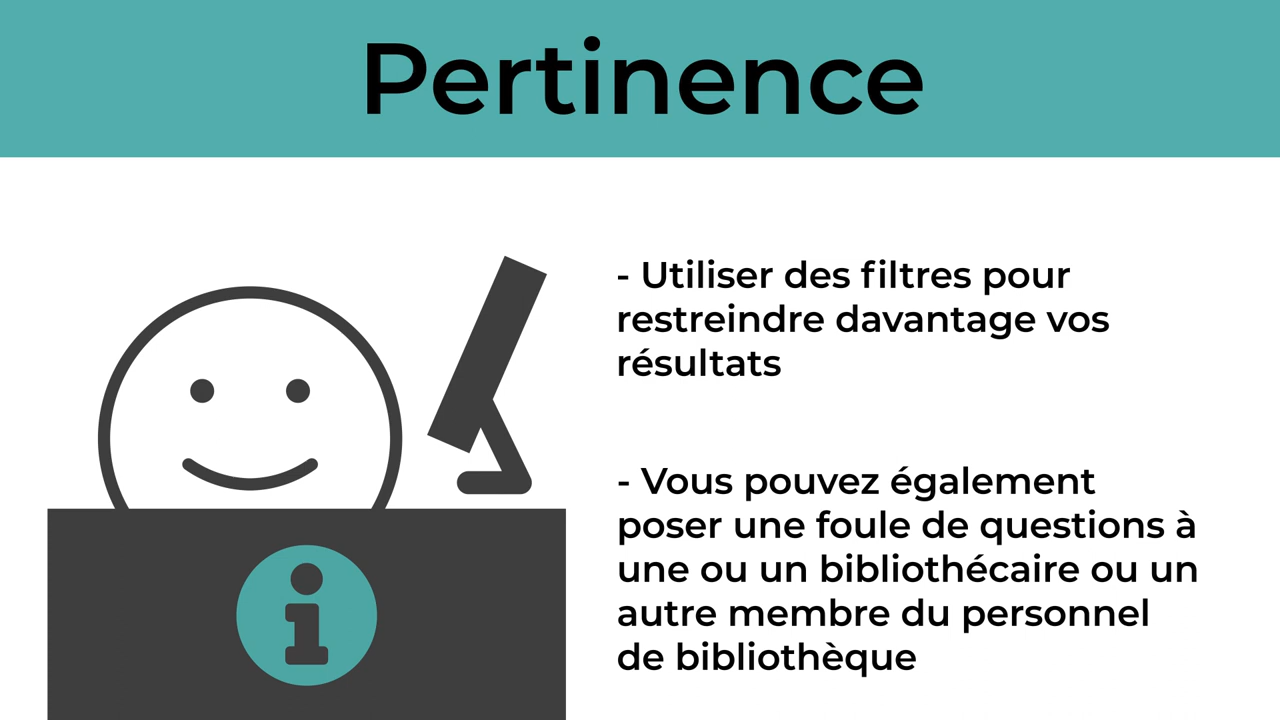 Pertinence
- Utiliser des filtres pour
restreindre davantage vos
résultats
- Vous pouvez également
poser une foule de questions à
une ou un bibliothécaire ou un
autre membre du personnel
de bibliothèque
i